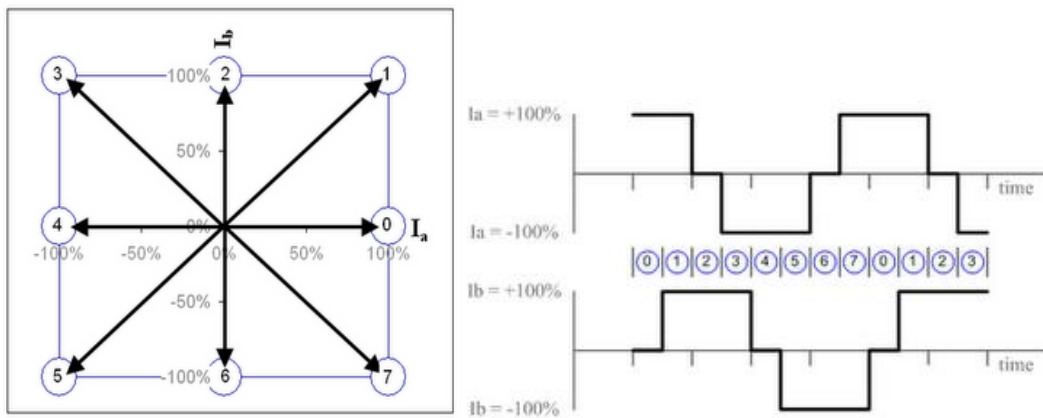 I_b
3
100%
2
1
50%
4
0%
0
I_a
-100%
-50%
0%
50%
100%
-50%
5
-100%
6
7
Ia = +100%
time
Ia = -100%
0 1 2 3 4 5 6 7 0 1 2 3
Ib = +100%
time
Ib = -100%